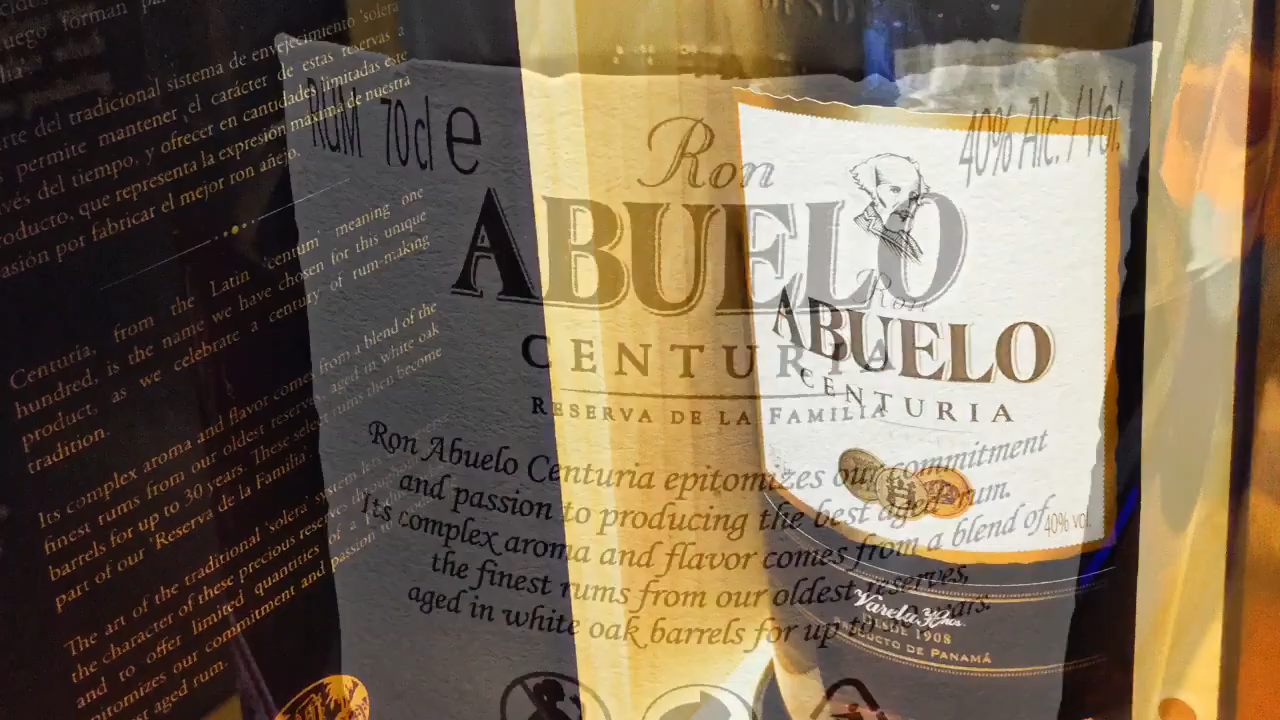 luego forman
arte del tradicional sistema de envejecimiento 'solera
permite mantener el carácter de estas reservas a
través del tiempo, y ofrecer en cantidades limitadas este
producto, que representa la expresión máxima de nuestra
pasión por fabricar el mejor ron añejo.
Centuria, from the Latin 'centum' meaning one
hundred, is the name we have chosen for this unique
product, as we celebrate a century of rum-making
tradition.
Its complex aroma and flavor comes from a blend of the
finest rums from our oldest reserves, aged in white oak
barrels for up to 30 years. These select rums then become
part of our 'Reserva de la Familia
The art of the traditional 'solera' system lets
the character of these precious reserves
and to offer limited quantities of a
epitomizes our commitment and passion
aged rum.
RUM 70cl e
40% Alc. / Vol.
Ron
ABUELO
CENTURIA
RESERVA DE LA FAMILIA
Ron Abuelo Centuria epitomizes our commitment
and passion to producing the best aged rum.
Its complex aroma and flavor comes from a blend of
the finest rums from our oldest reserves,
aged in white oak barrels for up to years.
Ron
ABUELO
CENTURIA
40% vol
Varela Hnos.
DESDE 1908
PRODUCTO DE PANAMÁ